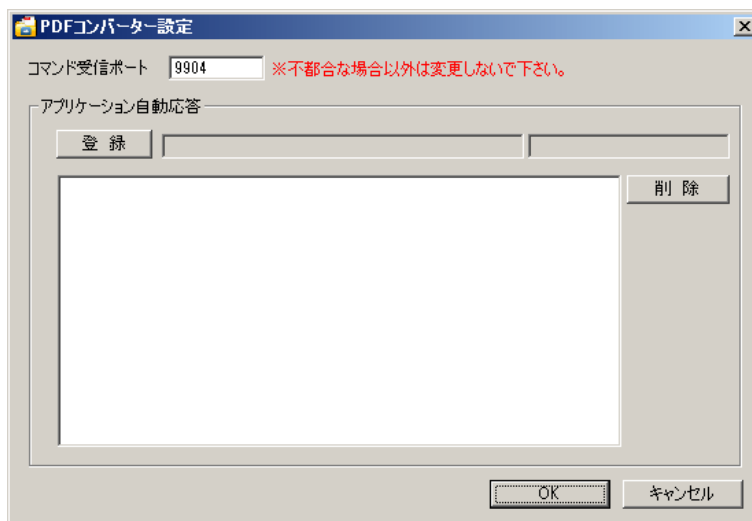 PDFコンバーター設定
コマンド受信ポート 9904 ※不都合な場合以外は変更しないで下さい。
アプリケーション自動応答
登 録
削 除
OK キャンセル